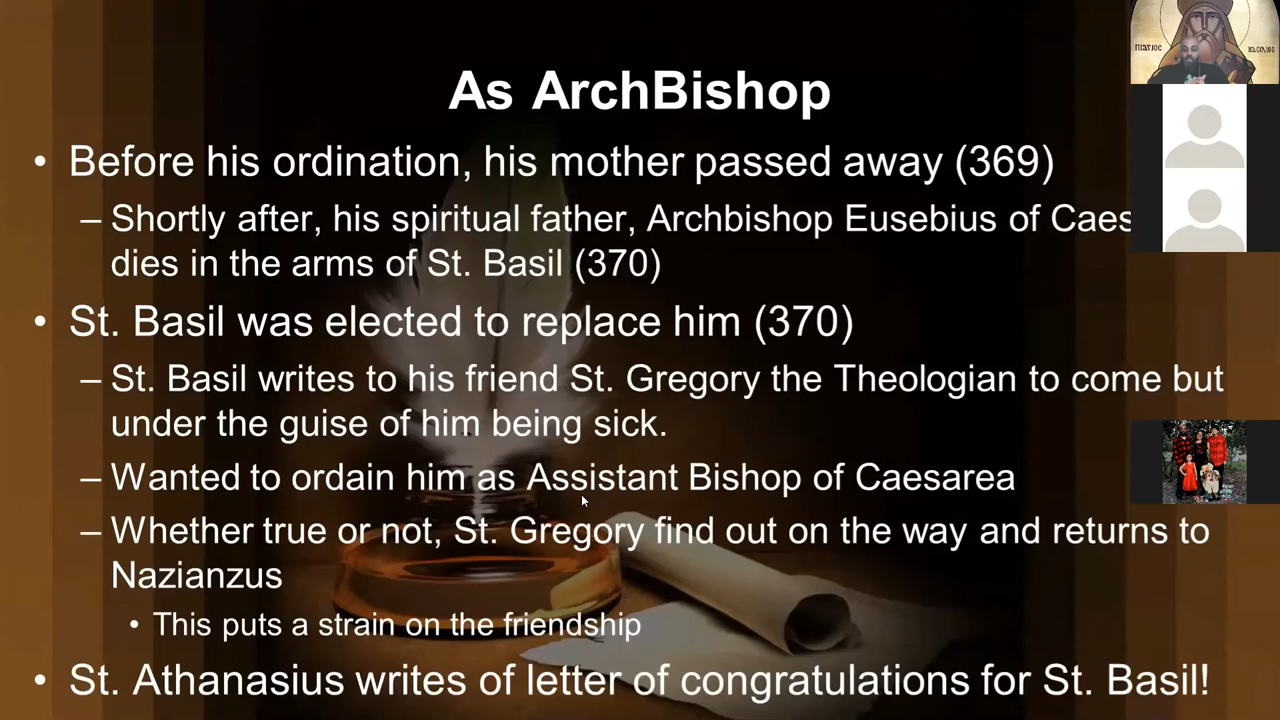 As ArchBishop
• Before his ordination, his mother passed away (369)
– Shortly after, his spiritual father, Archbishop Eusebius of Caes
dies in the arms of St. Basil (370)
• St. Basil was elected to replace him (370)
– St. Basil writes to his friend St. Gregory the Theologian to come but
under the guise of him being sick.
– Wanted to ordain him as Assistant Bishop of Caesarea
– Whether true or not, St. Gregory find out on the way and returns to
Nazianzus
• This puts a strain on the friendship
• St. Athanasius writes of letter of congratulations for St. Basil!